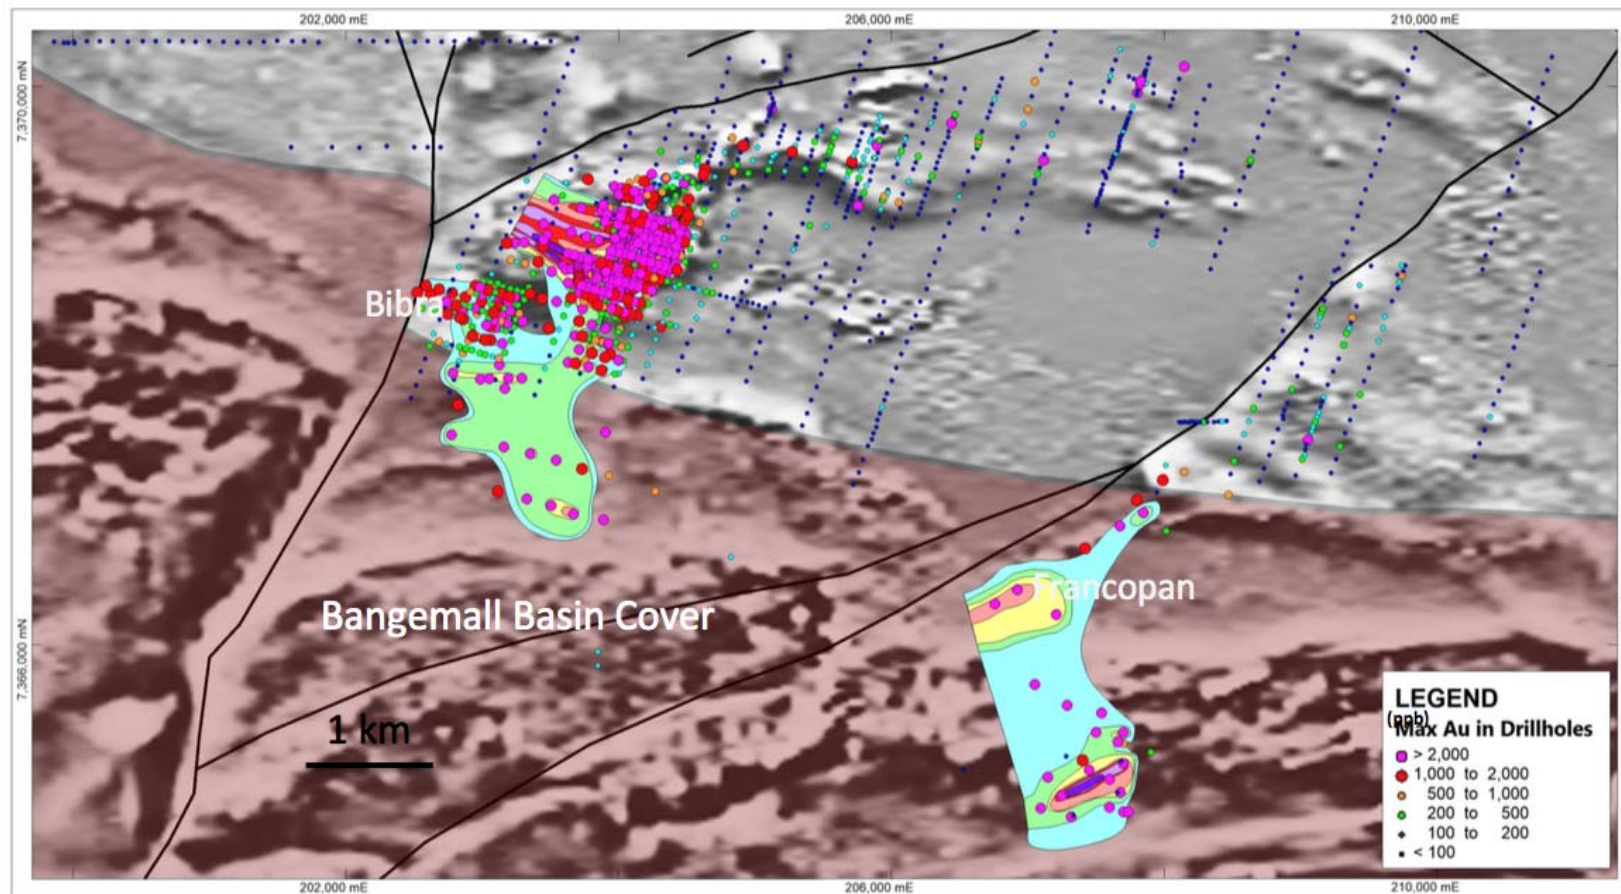 202,000 mE
206,000 mE
210,000 mE
7,370,000 mN
Bibra
Francopan
Bangemall Basin Cover
7,366,000 mN
1 km
LEGEND
(ppb)
Max Au in Drillholes
> 2,000
1,000 to 2,000
500 to 1,000
200 to 500
100 to 200
< 100
202,000 mE
206,000 mE
210,000 mE